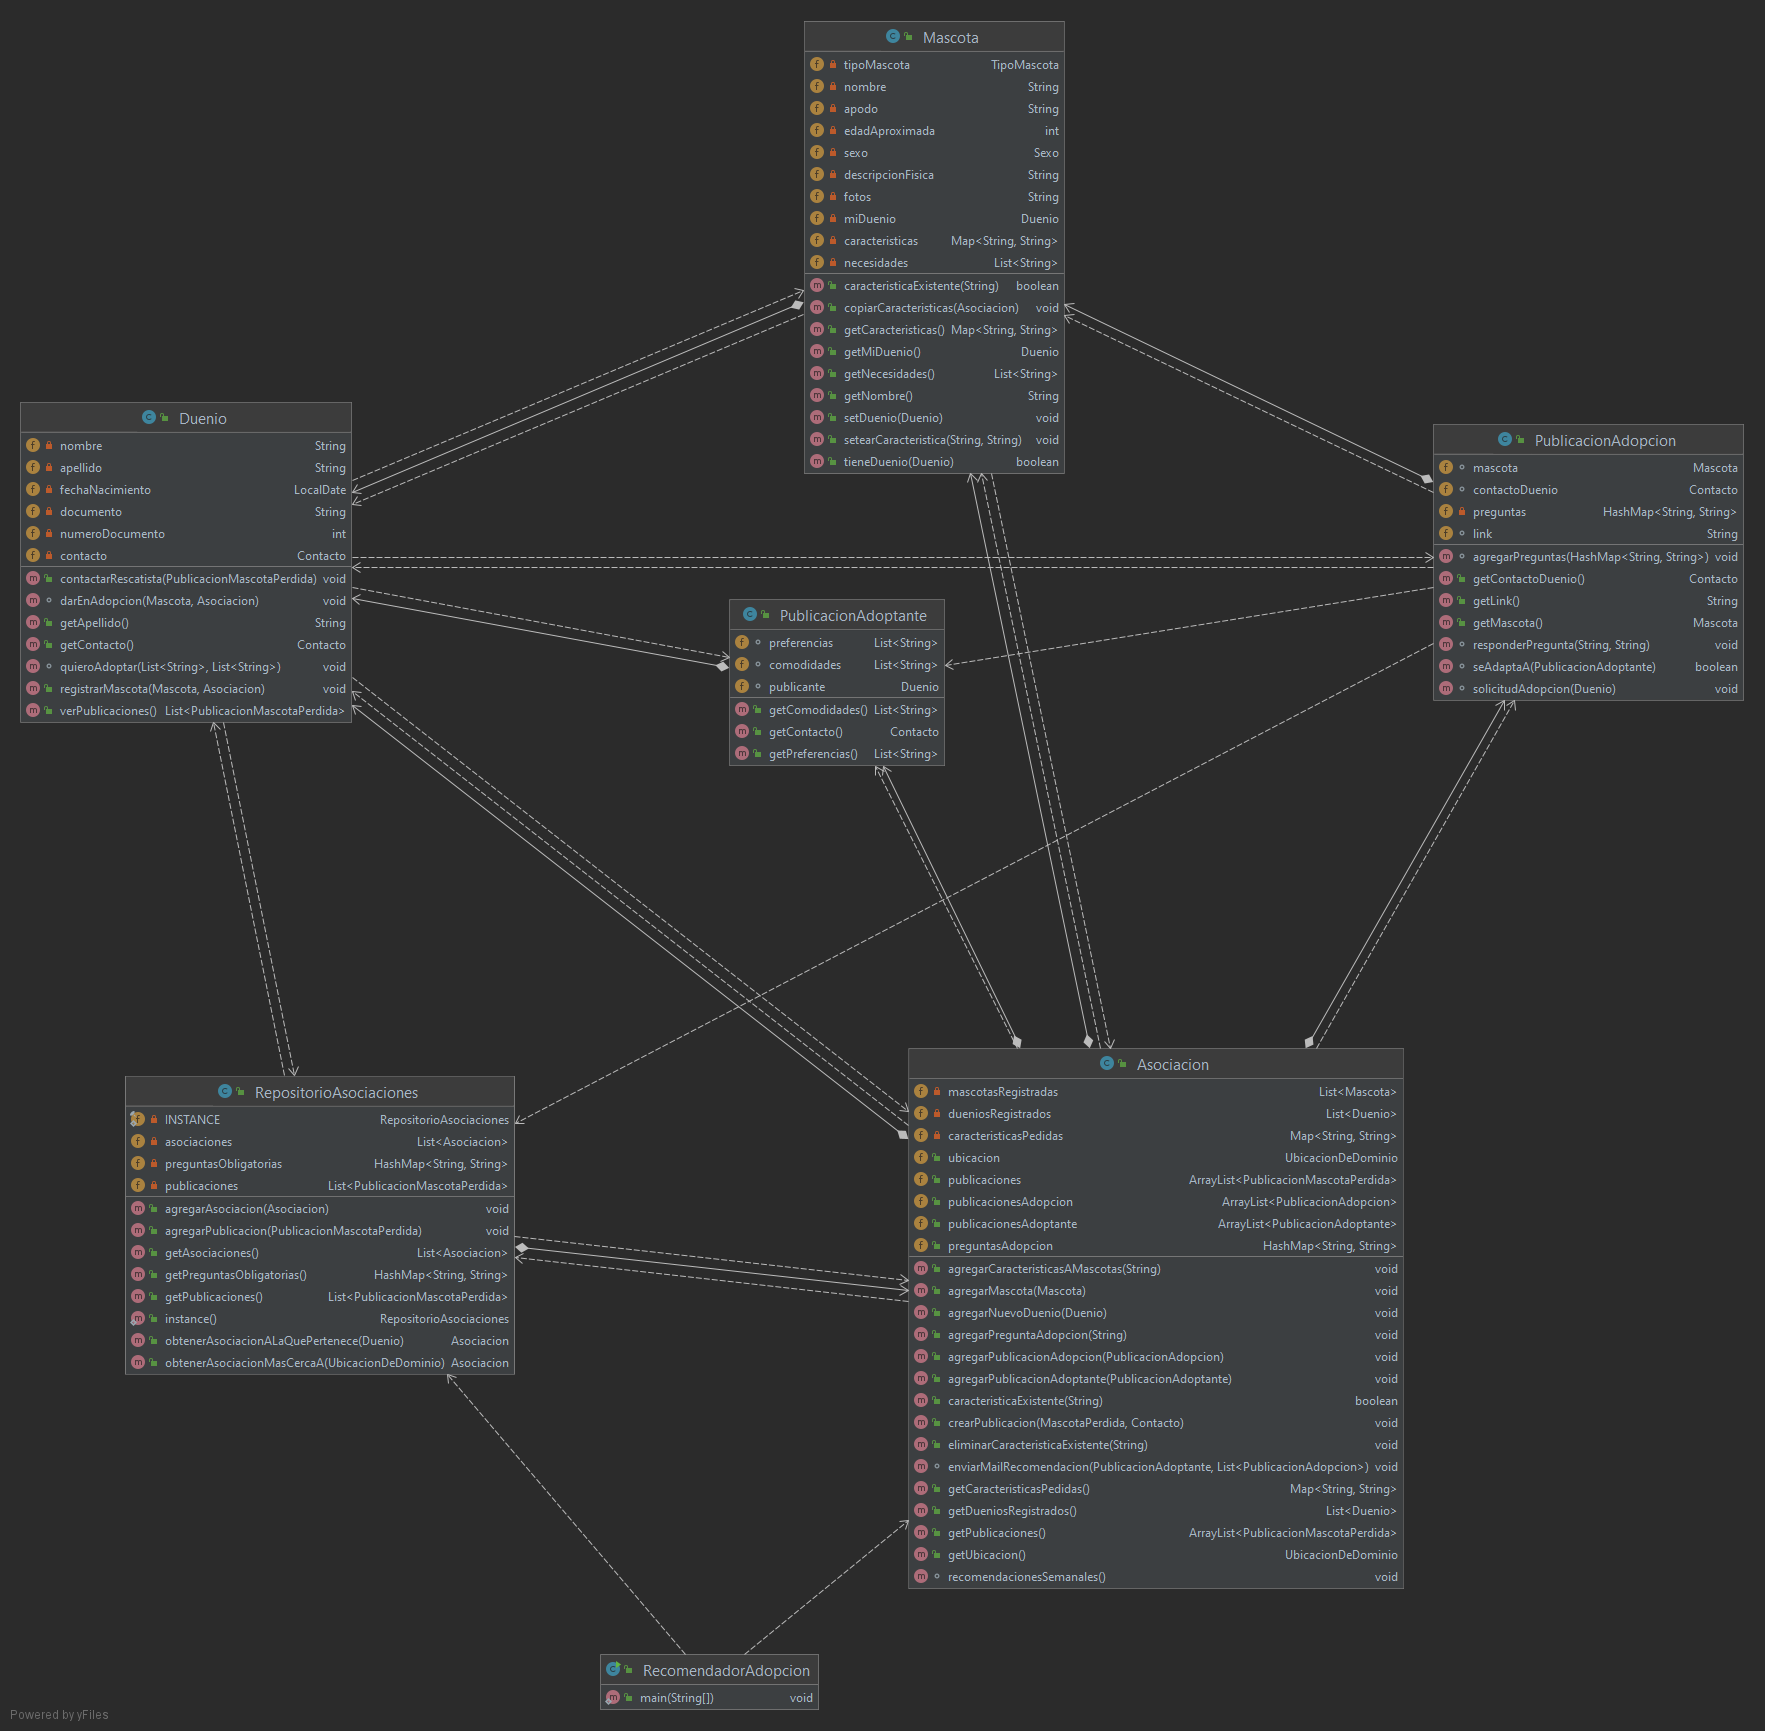 Mascota
tipoMascota TipoMascota
nombre String
apodo String
edadAproximada int
sexo Sexo
descripcionFisica String
fotos String
miDuenio Duenio
caracteristicas Map<String, String>
necesidades List<String>
caracteristicaExistente(String) boolean
copiarCaracteristicas(Asociacion) void
getCaracteristicas() Map<String, String>
getMiDuenio() Duenio
getNecesidades() List<String>
getNombre() String
setDuenio(Duenio) void
setearCaracteristica(String, String) void
tieneDuenio(Duenio) boolean
Duenio
nombre String
apellido String
fechaNacimiento LocalDate
documento String
numeroDocumento int
contacto Contacto
contactarRescatista(PublicacionMascotaPerdida) void
darEnAdopcion(Mascota, Asociacion) void
getApellido() String
getContacto() Contacto
quieroAdoptar(List<String>, List<String>) void
registrarMascota(Mascota, Asociacion) void
verPublicaciones() List<PublicacionMascotaPerdida>
PublicacionAdopcion
mascota Mascota
contactoDuenio Contacto
preguntas HashMap<String, String>
link String
agregarPreguntas(HashMap<String, String>) void
getContactoDuenio() Contacto
getLink() String
getMascota() Mascota
responderPregunta(String, String) void
seAdaptaA(PublicacionAdoptante) boolean
solicitudAdopcion(Duenio) void
PublicacionAdoptante
preferencias List<String>
comodidades List<String>
publicante Duenio
getComodidades() List<String>
getContacto() Contacto
getPreferencias() List<String>
RepositorioAsociaciones
INSTANCE RepositorioAsociaciones
asociaciones List<Asociacion>
preguntasObligatorias HashMap<String, String>
publicaciones List<PublicacionMascotaPerdida>
agregarAsociacion(Asociacion) void
agregarPublicacion(PublicacionMascotaPerdida) void
getAsociaciones() List<Asociacion>
getPreguntasObligatorias() HashMap<String, String>
getPublicaciones() List<PublicacionMascotaPerdida>
instance() RepositorioAsociaciones
obtenerAsociacionALaQuePertenece(Duenio) Asociacion
obtenerAsociacionMasCercaA(UbicacionDeDominio) Asociacion
Asociacion
mascotasRegistradas List<Mascota>
dueniosRegistrados List<Duenio>
caracteristicasPedidas Map<String, String>
ubicacion UbicacionDeDominio
publicaciones ArrayList<PublicacionMascotaPerdida>
publicacionesAdopcion ArrayList<PublicacionAdopcion>
publicacionesAdoptante ArrayList<PublicacionAdoptante>
preguntasAdopcion HashMap<String, String>
agregarCaracteristicasAMascotas(String) void
agregarMascota(Mascota) void
agregarNuevoDuenio(Duenio) void
agregarPreguntaAdopcion(String) void
agregarPublicacionAdopcion(PublicacionAdopcion) void
agregarPublicacionAdoptante(PublicacionAdoptante) void
caracteristicaExistente(String) boolean
crearPublicacion(MascotaPerdida, Contacto) void
eliminarCaracteristicaExistente(String) void
enviarMailRecomendacion(PublicacionAdoptante, List<PublicacionAdopcion>) void
getCaracteristicasPedidas() Map<String, String>
getDueniosRegistrados() List<Duenio>
getPublicaciones() ArrayList<PublicacionMascotaPerdida>
getUbicacion() UbicacionDeDominio
recomendacionesSemanales() void
RecomendadorAdopcion
main(String[]) void
Powered by yFiles